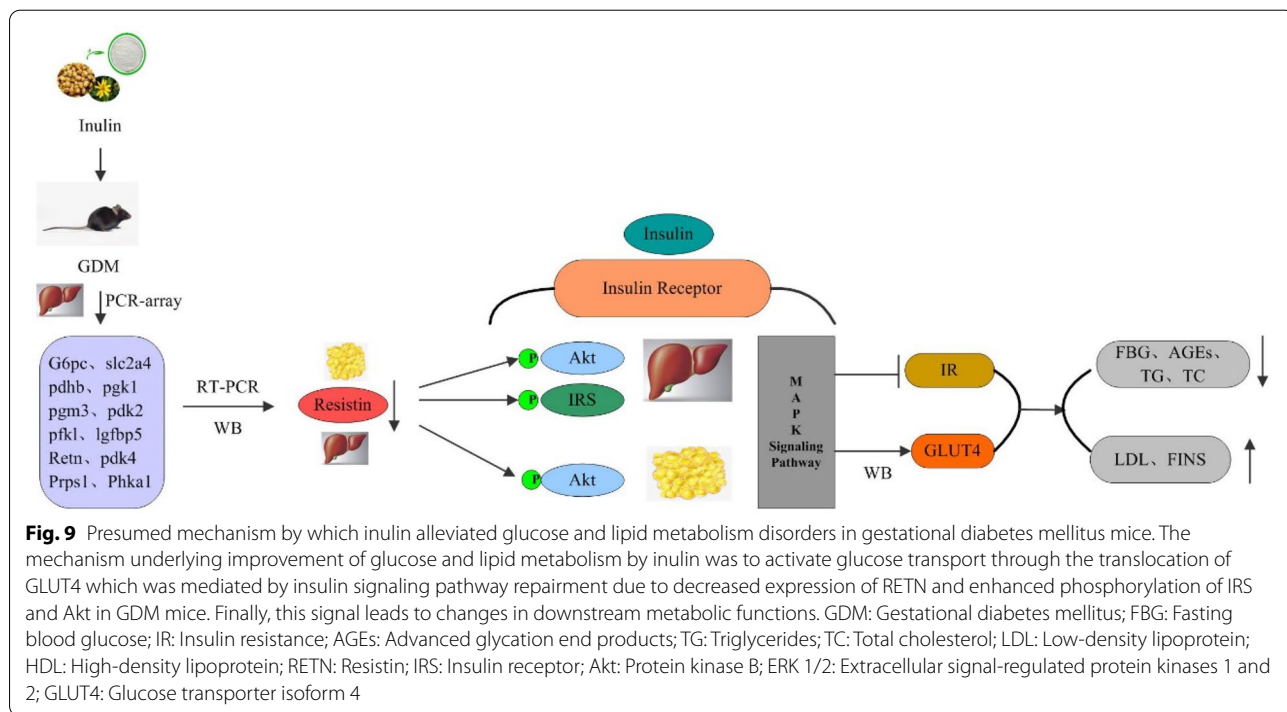 Inulin
GDM
PCR-array
G6pc、slc2a4
pdhb、pgk1
pgm3、pdk2
pfkl、lgfbp5
Retn、pdk4
Prps1、Phka1
RT-PCR
WB
Resistin
Insulin
Insulin Receptor
P
Akt
P
IRS
P
Akt
M
A
P
K
Signaling
Pathway
WB
IR
GLUT4
FBG、AGEs、
TG、TC
LDL、FINS
Fig. 9 Presumed mechanism by which inulin alleviated glucose and lipid metabolism disorders in gestational diabetes mellitus mice. The
mechanism underlying improvement of glucose and lipid metabolism by inulin was to activate glucose transport through the translocation of
GLUT4 which was mediated by insulin signaling pathway repairment due to decreased expression of RETN and enhanced phosphorylation of IRS
and Akt in GDM mice. Finally, this signal leads to changes in downstream metabolic functions. GDM: Gestational diabetes mellitus; FBG: Fasting
blood glucose; IR: Insulin resistance; AGEs: Advanced glycation end products; TG: Triglycerides; TC: Total cholesterol; LDL: Low-density lipoprotein;
HDL: High-density lipoprotein; RETN: Resistin; IRS: Insulin receptor; Akt: Protein kinase B; ERK 1/2: Extracellular signal-regulated protein kinases 1 and
2; GLUT4: Glucose transporter isoform 4